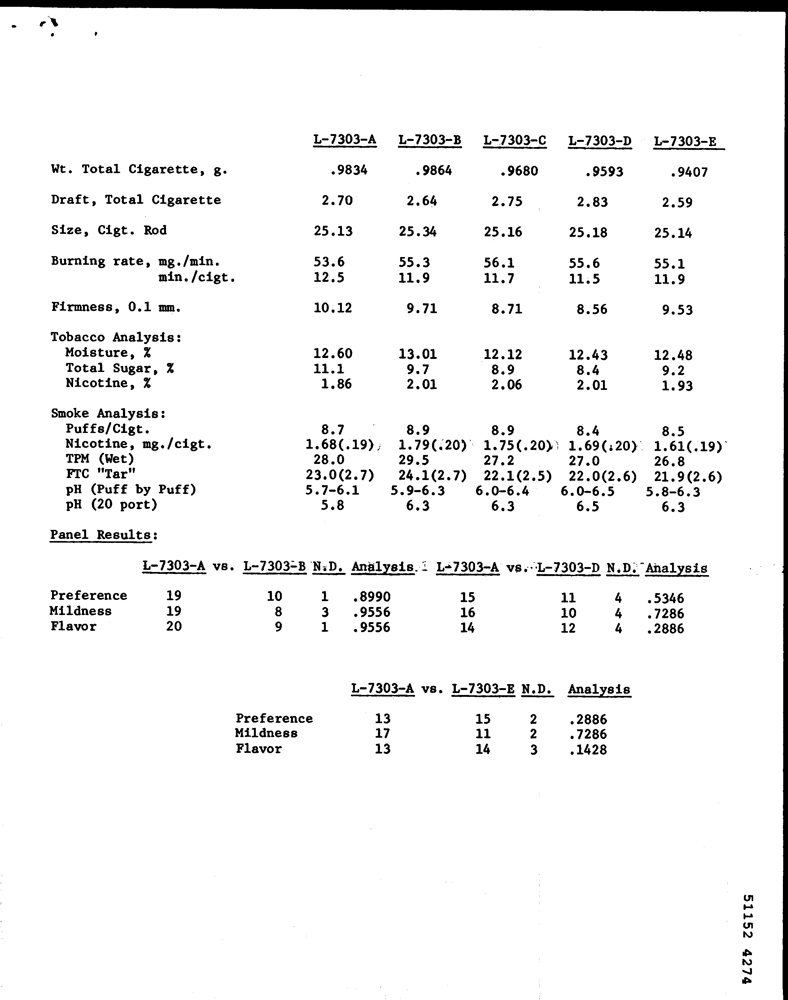 L-7303-A L-7303-B L-7303-C L-7303-D L-7303-E
Wt. Total Cigarette, g. .9834 .9864 .9680 .9593 .9407
Draft, Total Cigarette 2.70 2.64 2.75 2.83 2.59
Size, Cigt. Rod 25.13 25.34 25.16 25.18 25.14
Burning rate, mg./min. 53.6 55.3 56.1 55.6 55.1
min./cigt. 12.5 11.9 11.7 11.5 11.9
Firmness, 0.1 mm. 10.12 9.71 8.71 8.56 9.53
Tobacco Analysis:
Moisture, % 12.60 13.01 12.12 12.43 12.48
Total Sugar, % 11.1 9.7 8.9 8.4 9.2
Nicotine, % 1.86 2.01 2.06 2.01 1.93
Smoke Analysis:
Puffs/Cigt. 8.7 8.9 8.9 8.4 8.5
Nicotine, mg./cigt. 1.68(.19) 1.79(.20) 1.75(.20) 1.69(.20) 1.61(.19)
TPM (Wet) 28.0 29.5 27.2 27.0 26.8
FTC "Tar" 23.0(2.7) 24.1(2.7) 22.1(2.5) 22.0(2.6) 21.9(2.6)
pH (Puff by Puff) 5.7-6.1 5.9-6.3 6.0-6.4 6.0-6.5 5.8-6.3
pH (20 port) 5.8 6.3 6.3 6.5 6.3
Panel Results:
L-7303-A vs. L-7303-B N.D. Analysis L-7303-A vs. L-7303-D N.D. Analysis
Preference 19 10 1 .8990 15 11 4 .5346
Mildness 19 8 3 .9556 16 10 4 .7286
Flavor 20 9 1 .9556 14 12 4 .2886
L-7303-A vs. L-7303-E N.D. Analysis
Preference 13 15 2 .2886
Mildness 17 11 2 .7286
Flavor 13 14 3 .1428
51152 4274